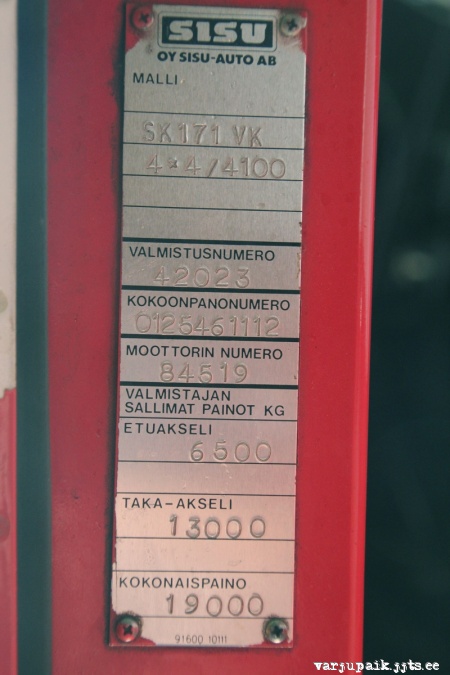 SISU
OY SISU-AUTO AB
MALLI
SK171 VK
4×4/4100
VALMISTUSNUMERO
42023
KOKOONPANONUMERO
0125461112
MOOTTORIN NUMERO
84519
VALMISTAJAN
SALLIMAT PAINOT KG
ETUAKSELI
6500
TAKA-AKSELI
13000
KOKONAISPAINO
19000
91600 10111
varjupaik.jjts.ee